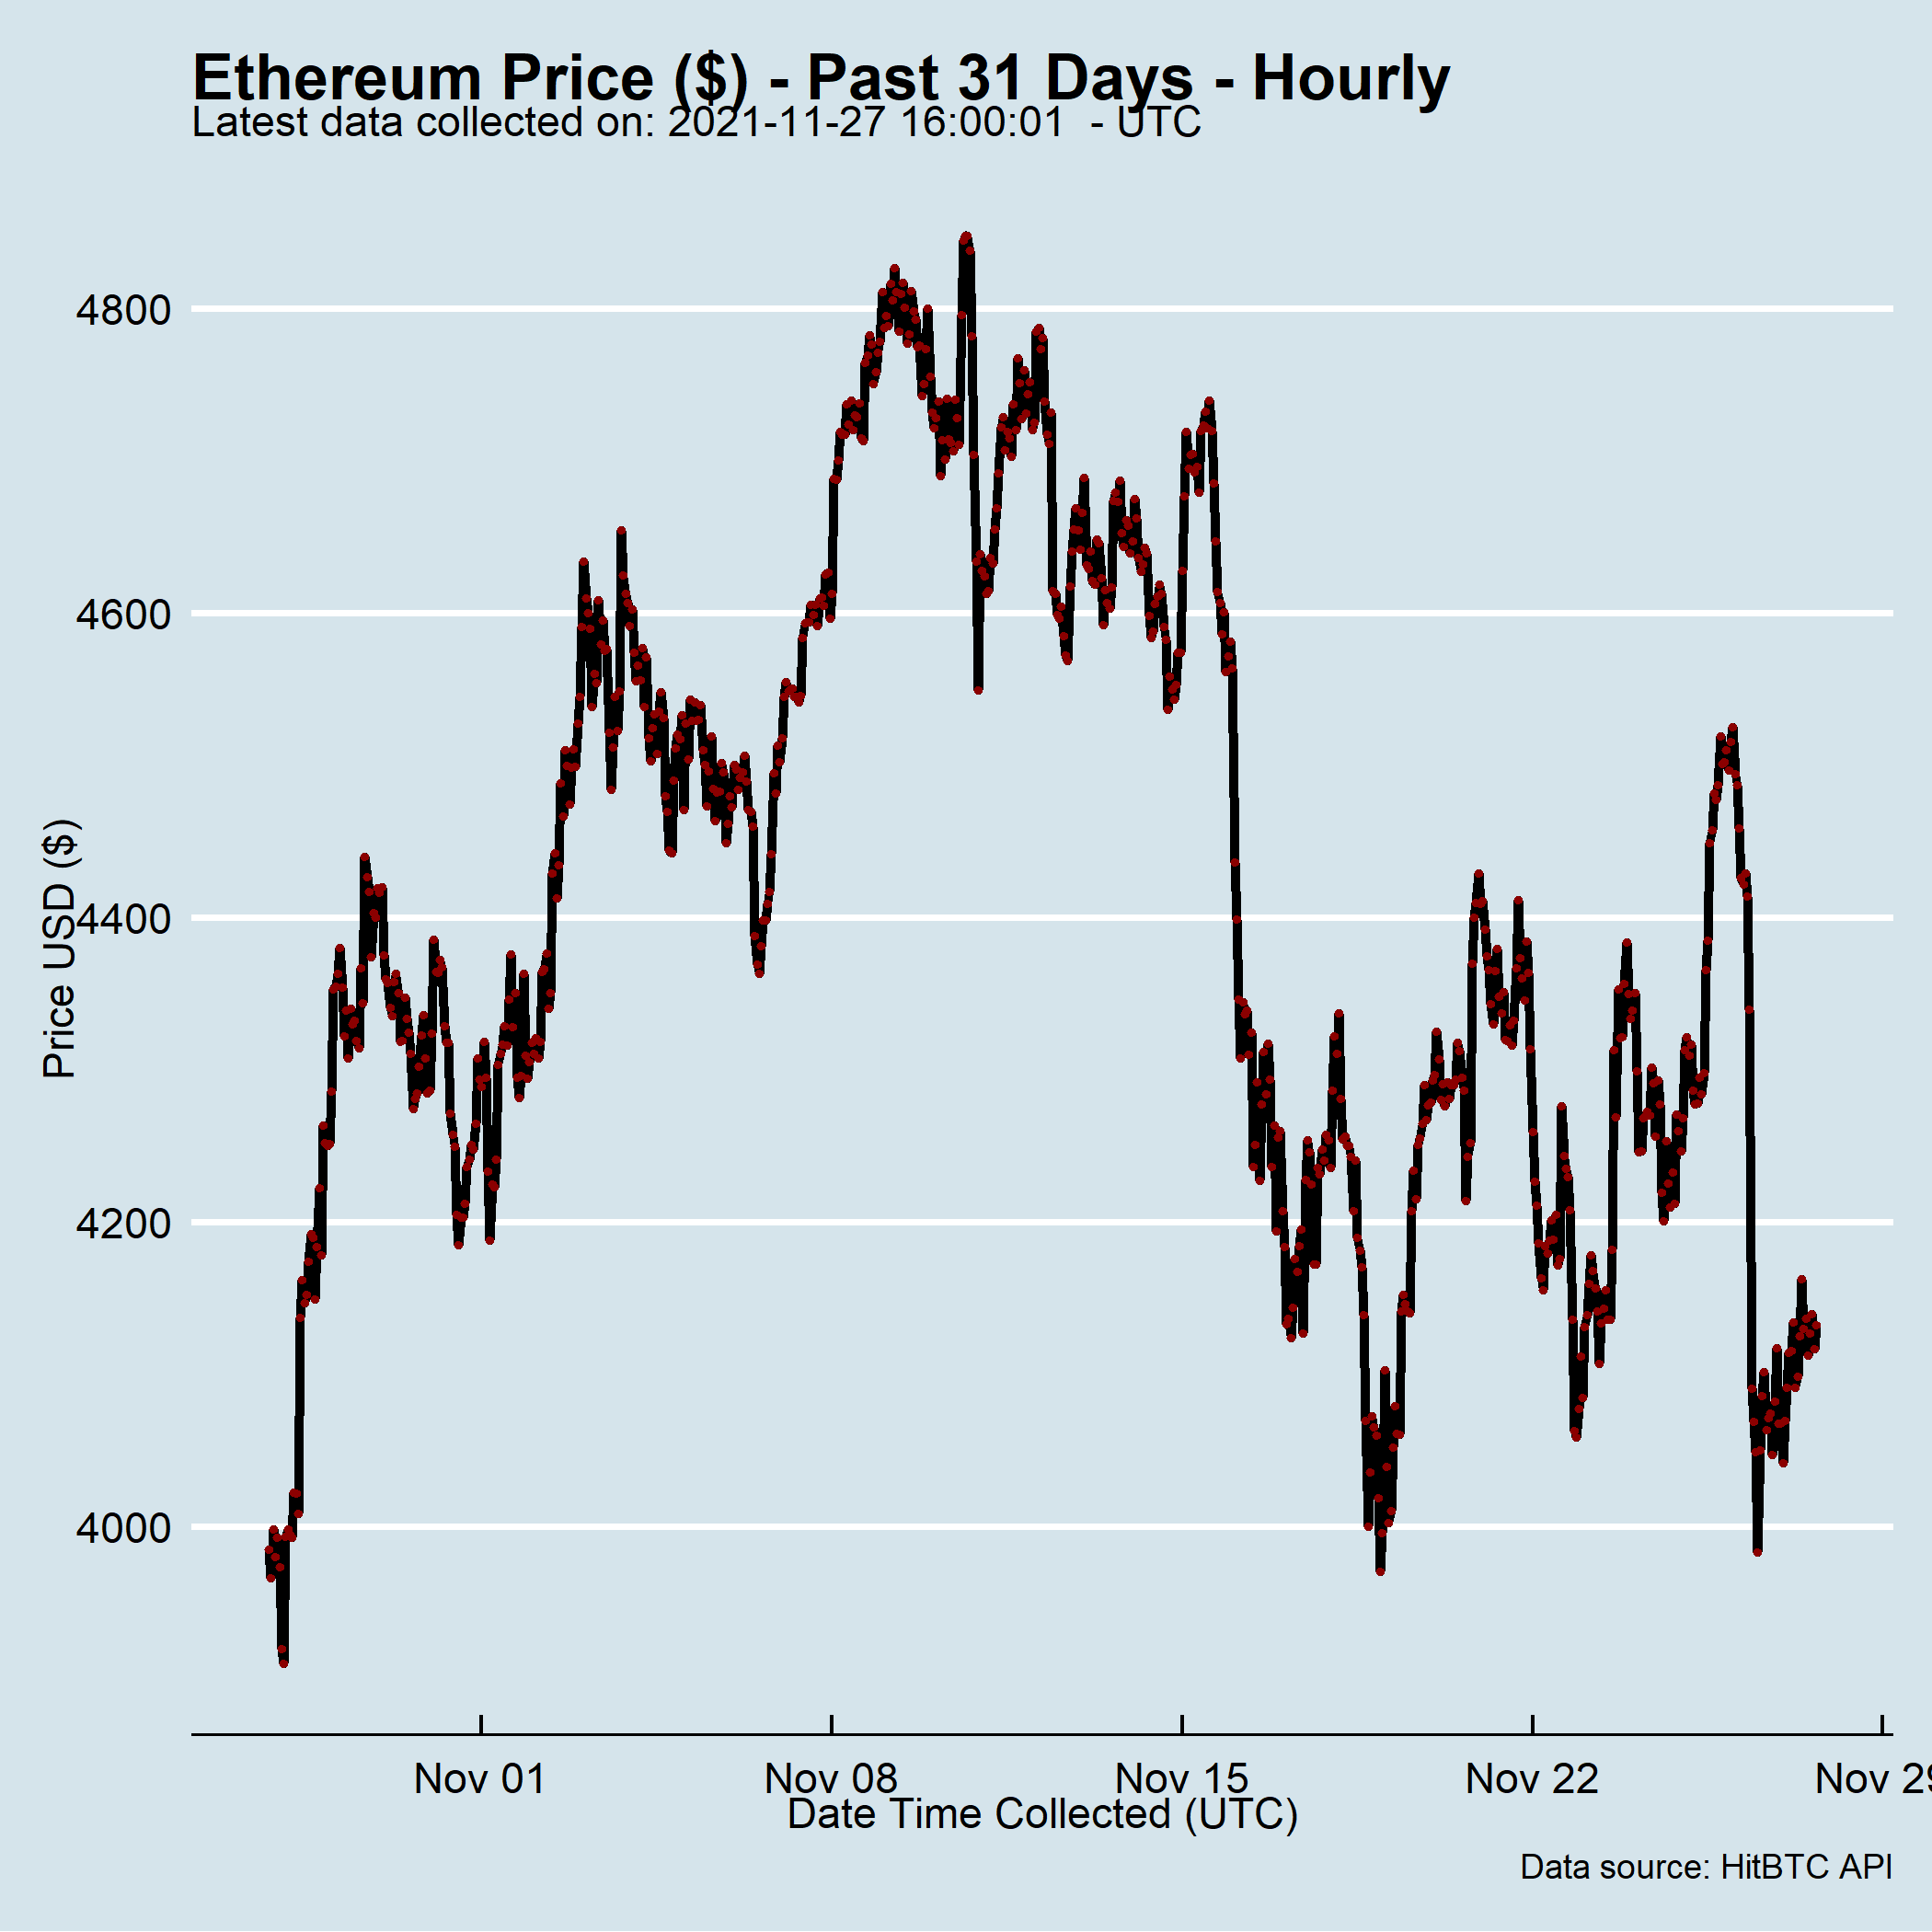 Ethereum Price ($) - Past 31 Days - Hourly
Latest data collected on: 2021-11-27 16:00:01  - UTC
4800
4600
4400
4200
4000
Price USD ($)
Nov 01
Nov 08
Nov 15
Nov 22
Nov 29
Date Time Collected (UTC)
Data source: HitBTC API